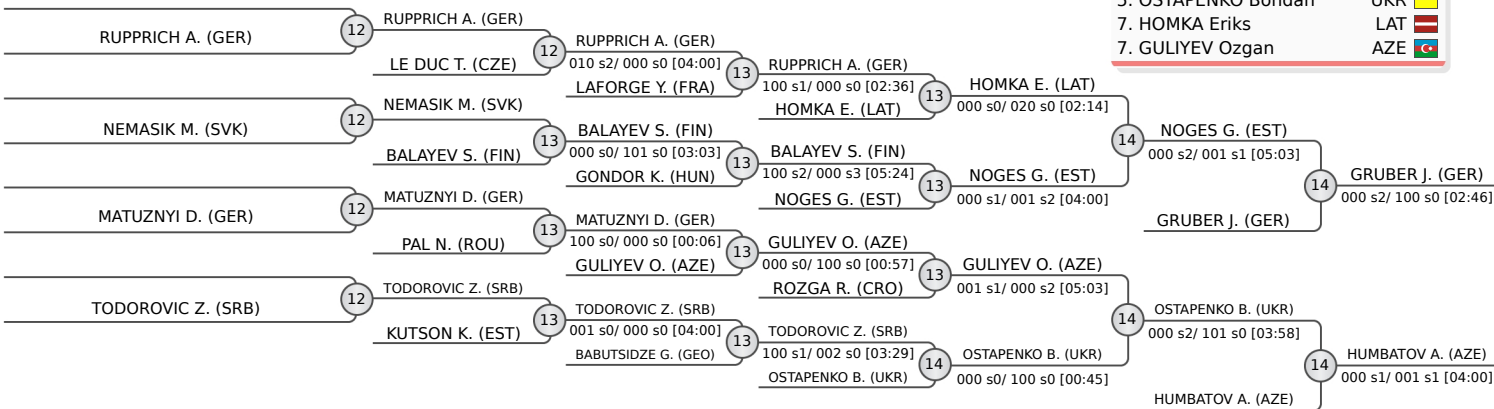 5. OSTAPENKO Bohdan UKR
7. HOMKA Eriks LAT
7. GULIYEV Ozgan AZE
RUPPRICH A. (GER)
12
RUPPRICH A. (GER)
LE DUC T. (CZE)
12
RUPPRICH A. (GER)
010 s2/ 000 s0 [04:00]
LAFORGE Y. (FRA)
13
RUPPRICH A. (GER)
100 s1/ 000 s0 [02:36]
HOMKA E. (LAT)
13
HOMKA E. (LAT)
000 s0/ 020 s0 [02:14]
NEMASIK M. (SVK)
12
NEMASIK M. (SVK)
BALAYEV S. (FIN)
13
BALAYEV S. (FIN)
000 s0/ 101 s0 [03:03]
GONDOR K. (HUN)
13
BALAYEV S. (FIN)
100 s2/ 000 s3 [05:24]
NOGES G. (EST)
13
NOGES G. (EST)
000 s1/ 001 s2 [04:00]
14
NOGES G. (EST)
000 s2/ 001 s1 [05:03]
GRUBER J. (GER)
14
GRUBER J. (GER)
000 s2/ 100 s0 [02:46]
MATUZNYI D. (GER)
12
MATUZNYI D. (GER)
PAL N. (ROU)
13
MATUZNYI D. (GER)
100 s0/ 000 s0 [00:06]
GULIYEV O. (AZE)
13
GULIYEV O. (AZE)
000 s0/ 100 s0 [00:57]
ROZGA R. (CRO)
13
GULIYEV O. (AZE)
001 s1/ 000 s2 [05:03]
TODOROVIC Z. (SRB)
12
TODOROVIC Z. (SRB)
KUTSON K. (EST)
13
TODOROVIC Z. (SRB)
001 s0/ 000 s0 [04:00]
BABUTSIDZE G. (GEO)
13
TODOROVIC Z. (SRB)
100 s1/ 002 s0 [03:29]
OSTAPENKO B. (UKR)
14
OSTAPENKO B. (UKR)
000 s0/ 100 s0 [00:45]
14
OSTAPENKO B. (UKR)
000 s2/ 101 s0 [03:58]
HUMBATOV A. (AZE)
14
HUMBATOV A. (AZE)
000 s1/ 001 s1 [04:00]